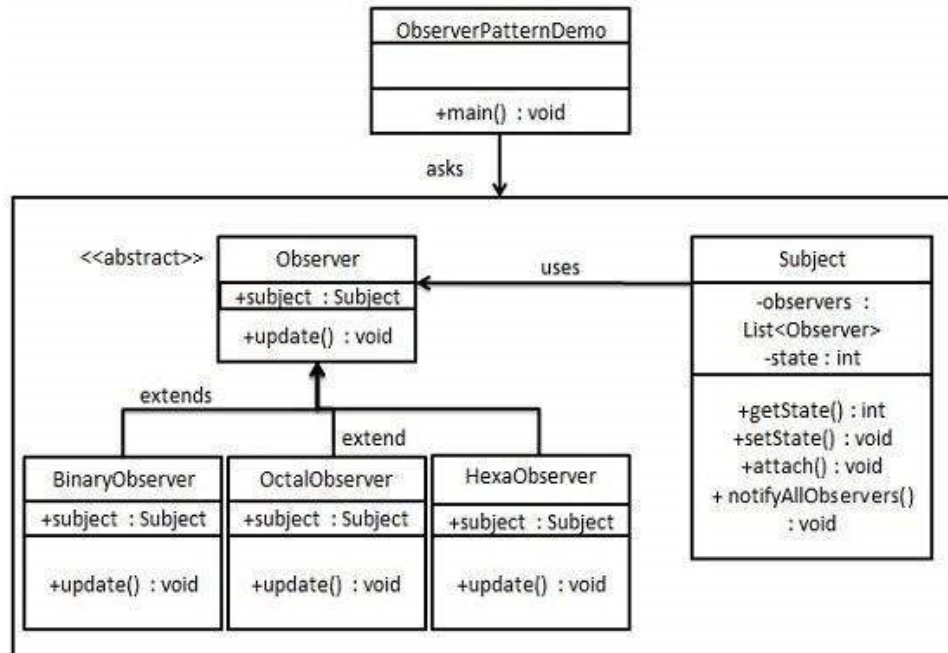 ObserverPatternDemo
+main() : void
asks
<<abstract>>
Observer
+subject : Subject
+update() : void
uses
Subject
-observers :
List<Observer>
-state : int
+getState() : int
+setState() : void
+attach() : void
+ notifyAllObservers()
: void
extends
extend
BinaryObserver
+subject : Subject
+update() : void
OctalObserver
+subject : Subject
+update() : void
HexaObserver
+subject : Subject
+update() : void